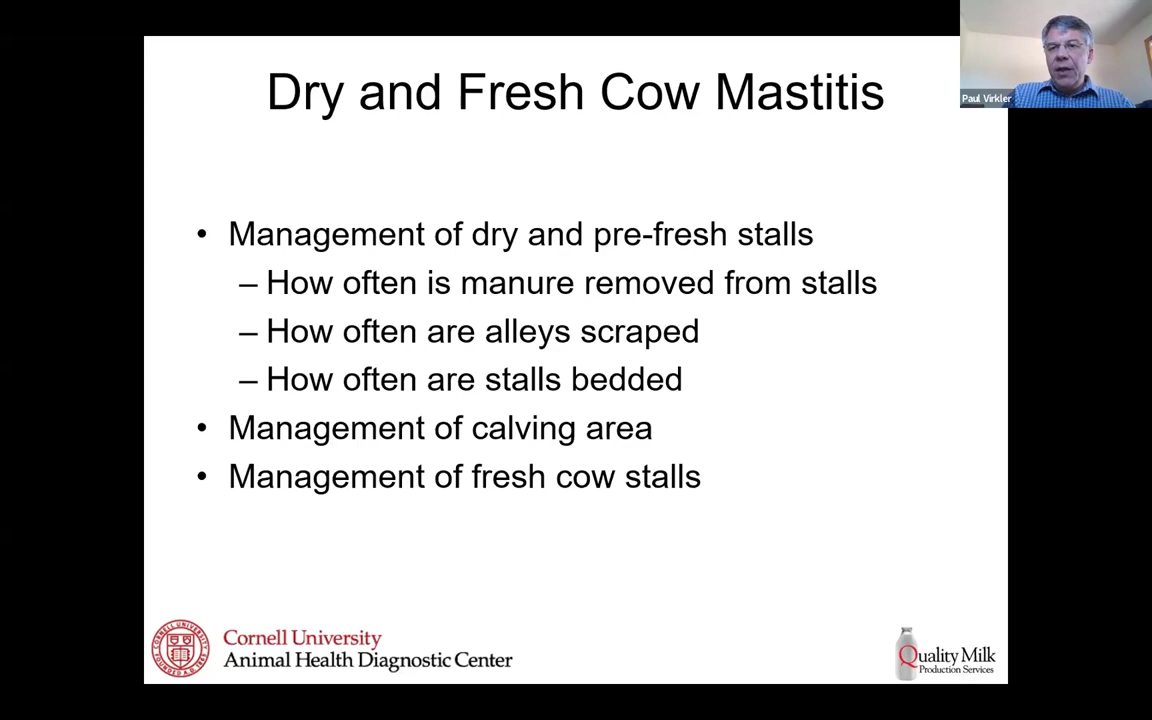 Dry and Fresh Cow Mastitis
Paul Virkler
• Management of dry and pre-fresh stalls
– How often is manure removed from stalls
– How often are alleys scraped
– How often are stalls bedded
• Management of calving area
• Management of fresh cow stalls
Cornell University
Animal Health Diagnostic Center
Quality Milk
Production Services